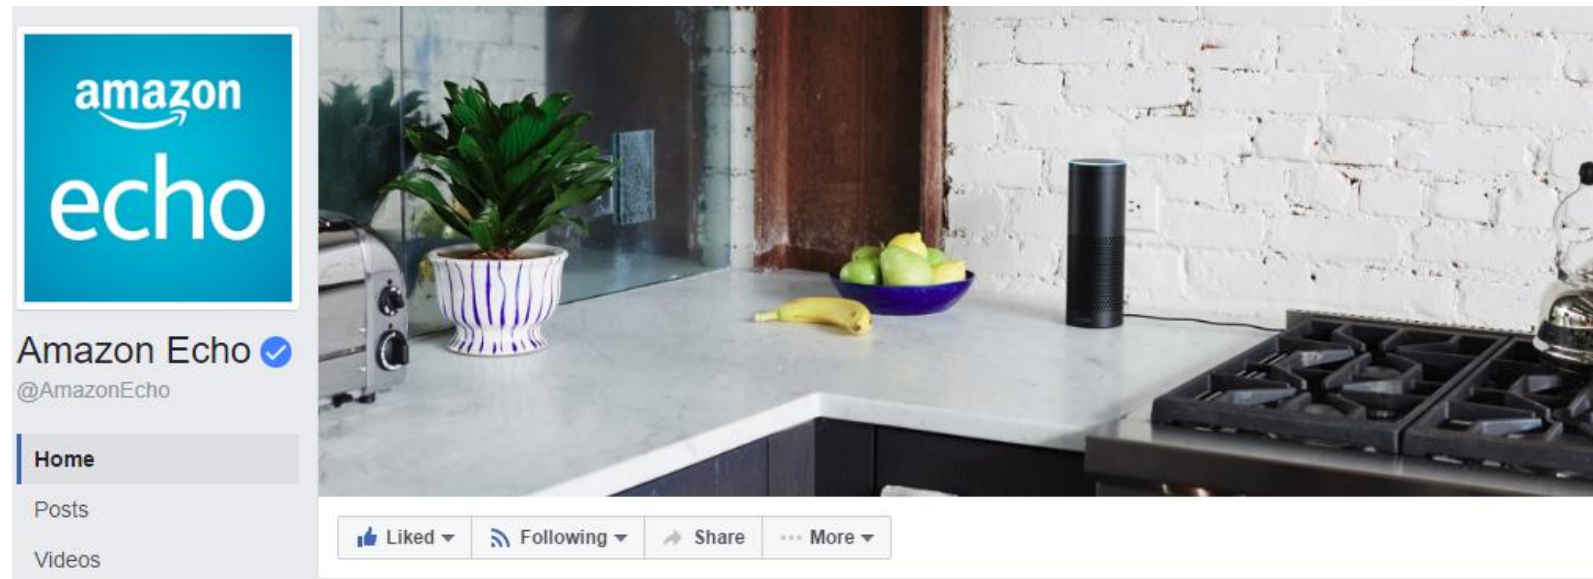 amazon
echo
Amazon Echo
@AmazonEcho
Home
Posts
Videos
Liked
Following
Share
More